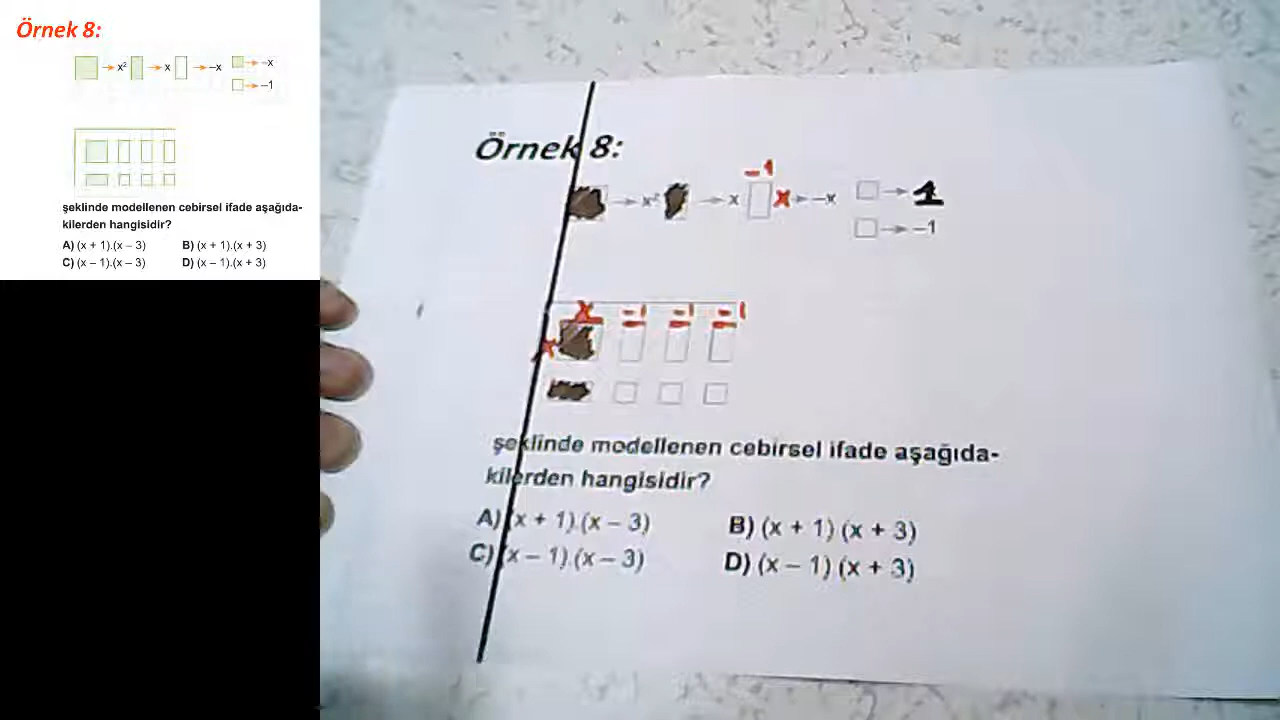 Örnek 8:
→ x² → x → –x → –x
→ –1
şeklinde modellenen cebirsel ifade aşağıda-
kilerden hangisidir?
A) (x + 1).(x – 3) B) (x + 1).(x + 3)
C) (x – 1).(x – 3) D) (x – 1).(x + 3)
Örnek 8:
–1
→ x² → x x → –x → 1
→ –1
x –1 –1 –1
x
şeklinde modellenen cebirsel ifade aşağıda-
kilerden hangisidir?
A) (x + 1).(x – 3) B) (x + 1) (x + 3)
C) (x – 1).(x – 3) D) (x – 1) (x + 3)